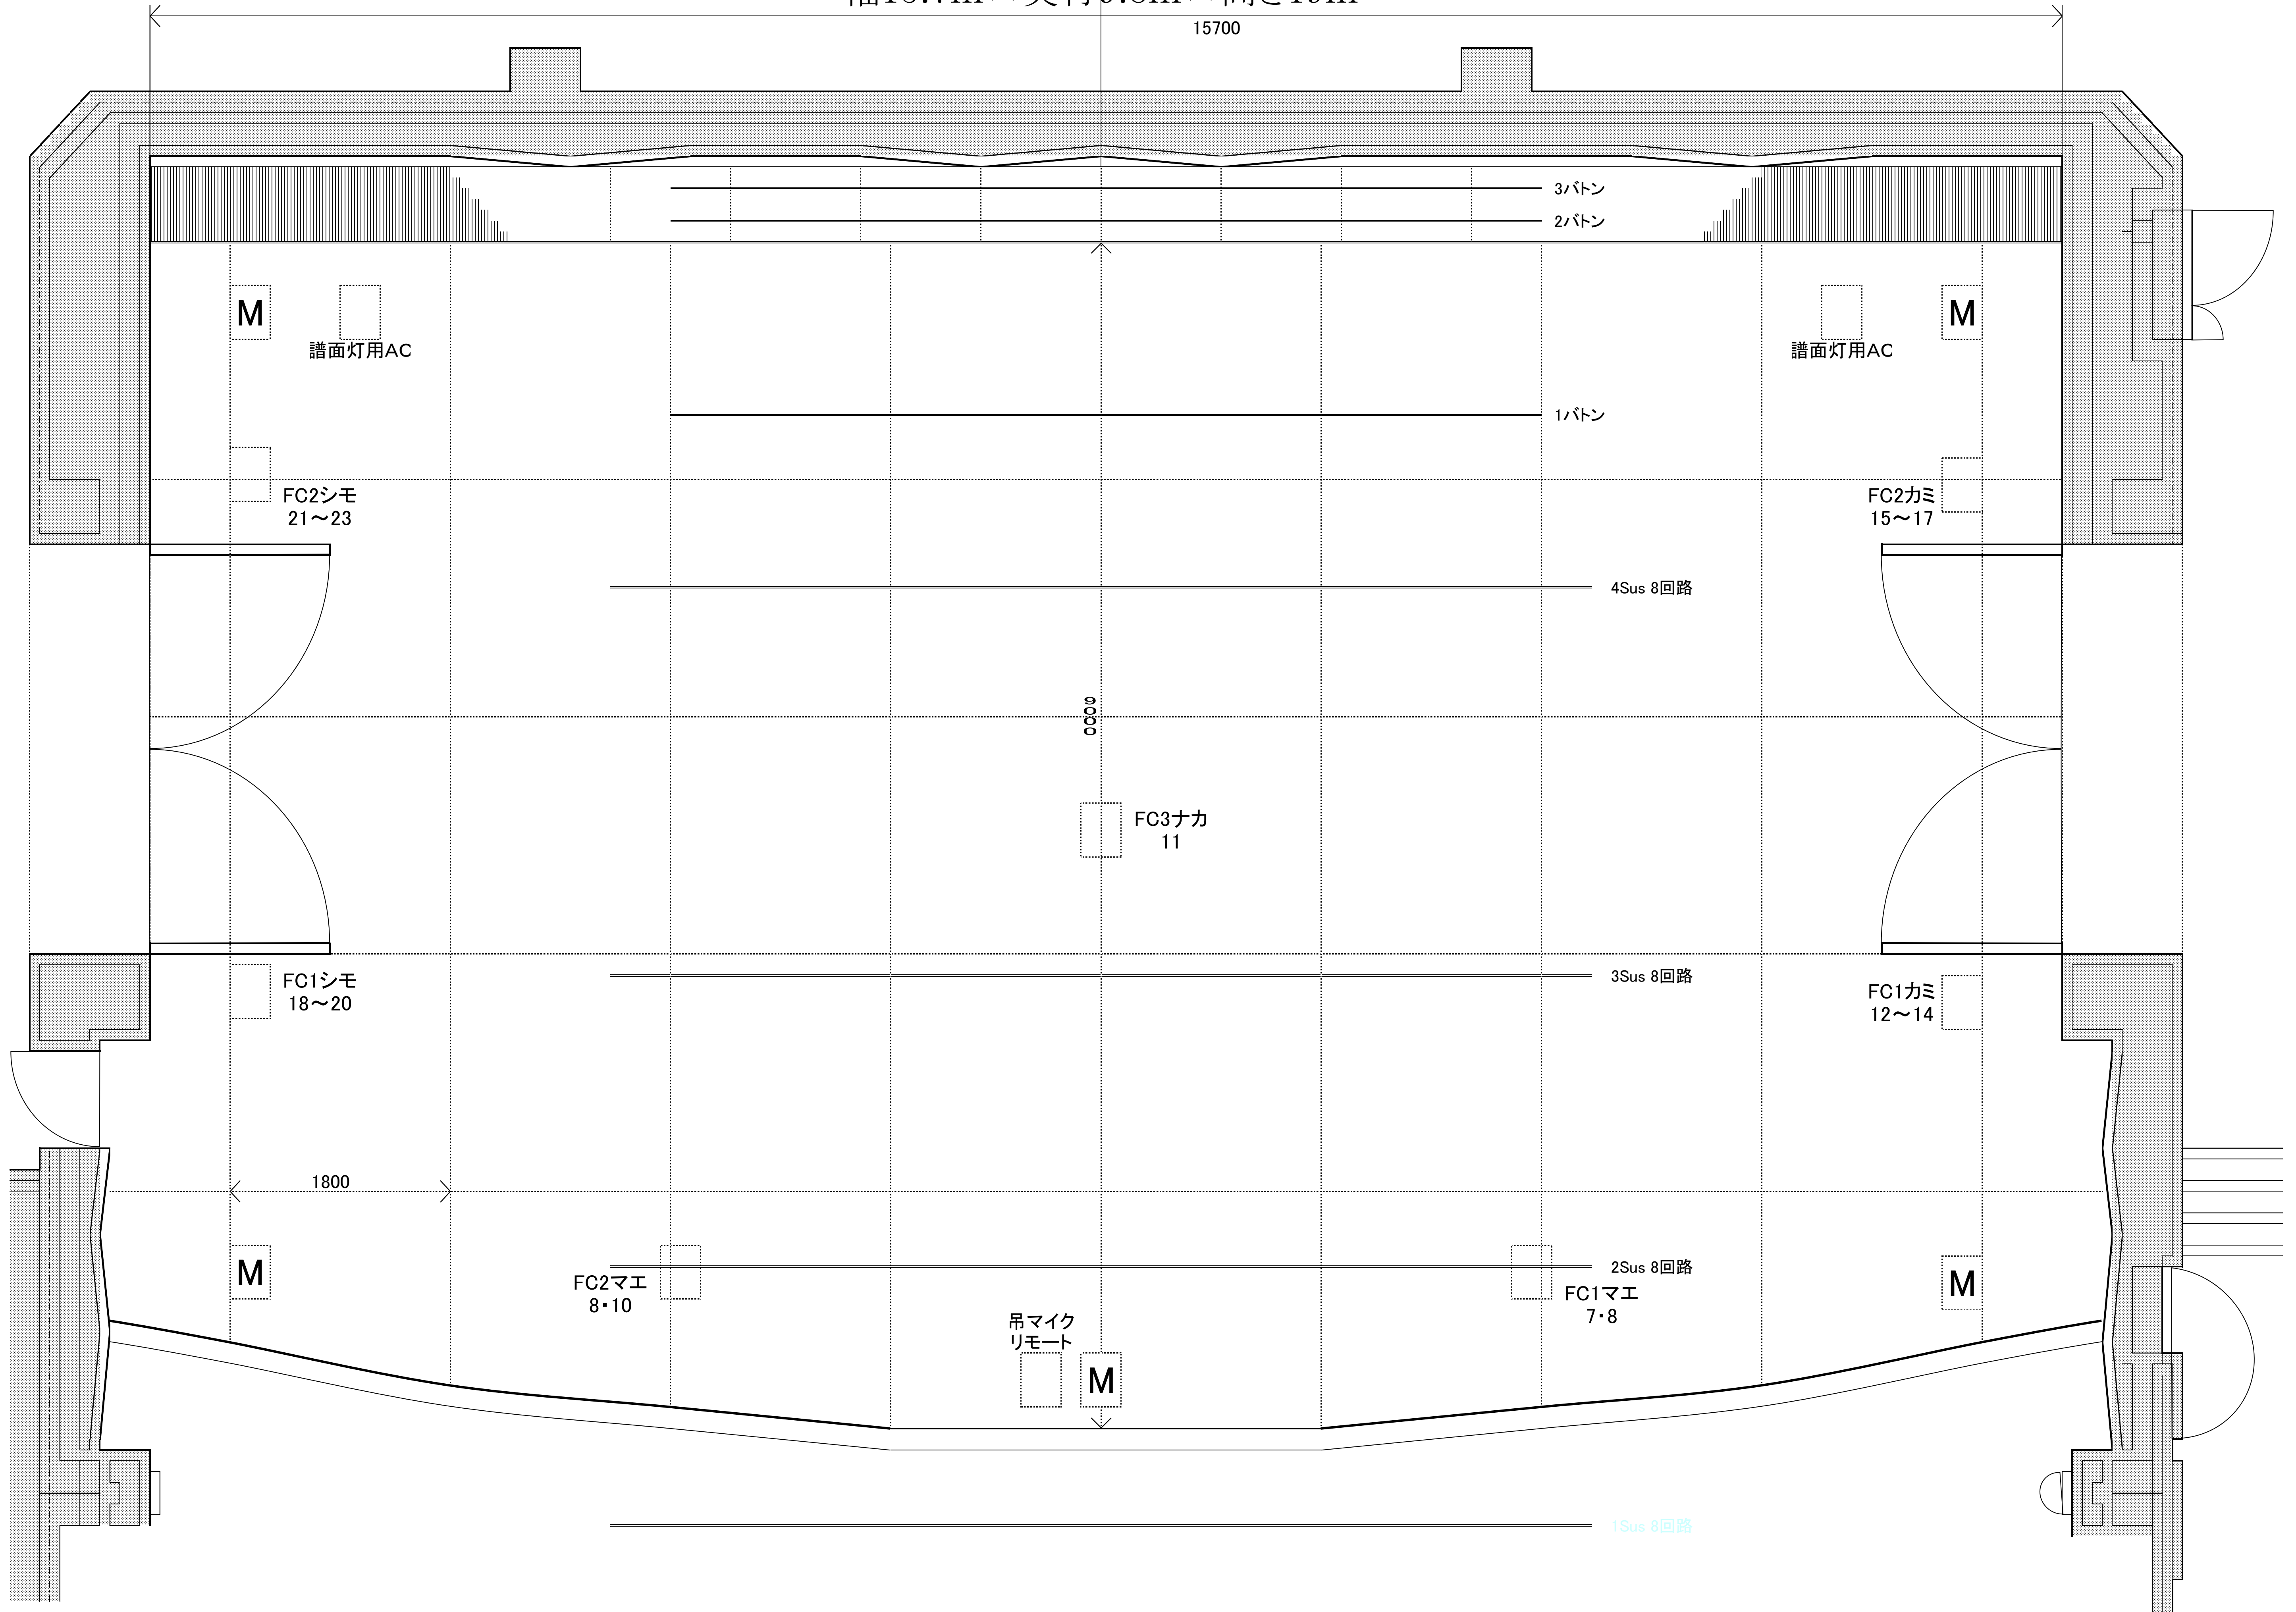 15700
3バトン
2バトン
M
M
譜面灯用AC
譜面灯用AC
1バトン
FC2シモ
21～23
FC2カミ
15～17
4Sus 8回路
9000
FC3ナカ
11
3Sus 8回路
FC1シモ
18～20
FC1カミ
12～14
1800
M
FC2マエ
8・10
2Sus 8回路
FC1マエ
7・8
M
吊マイク
リモート
M
1Sus 8回路